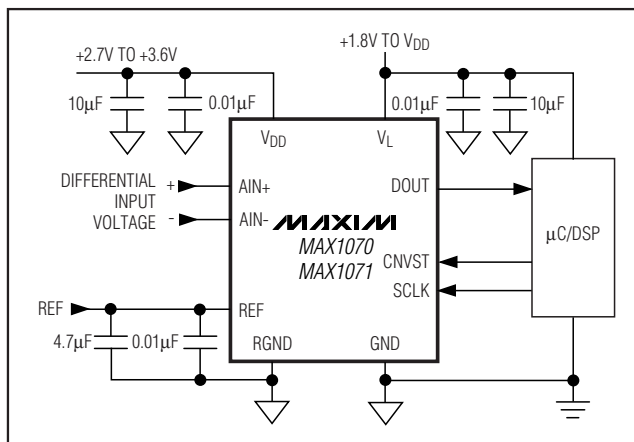 +2.7V TO +3.6V
+1.8V TO VDD
10µF
0.01µF
0.01µF
10µF
VDD
VL
DIFFERENTIAL
INPUT
VOLTAGE
+
-
AIN+
AIN-
DOUT
MAXIM
MAX1070
MAX1071
µC/DSP
CNVST
SCLK
REF
REF
4.7µF
0.01µF
RGND
GND